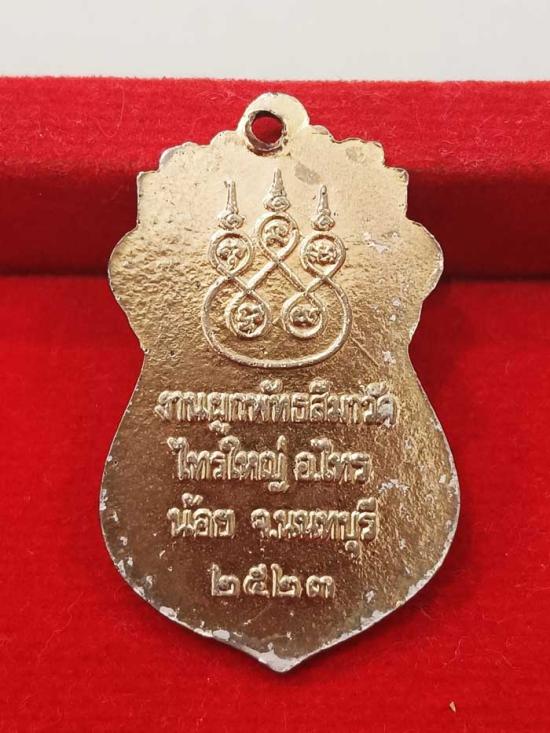 งานผูกพัทธสีมาวัด
ไทรใหญ่ อ.ไทร
น้อย จ.นนทบุรี
๒๕๒๓